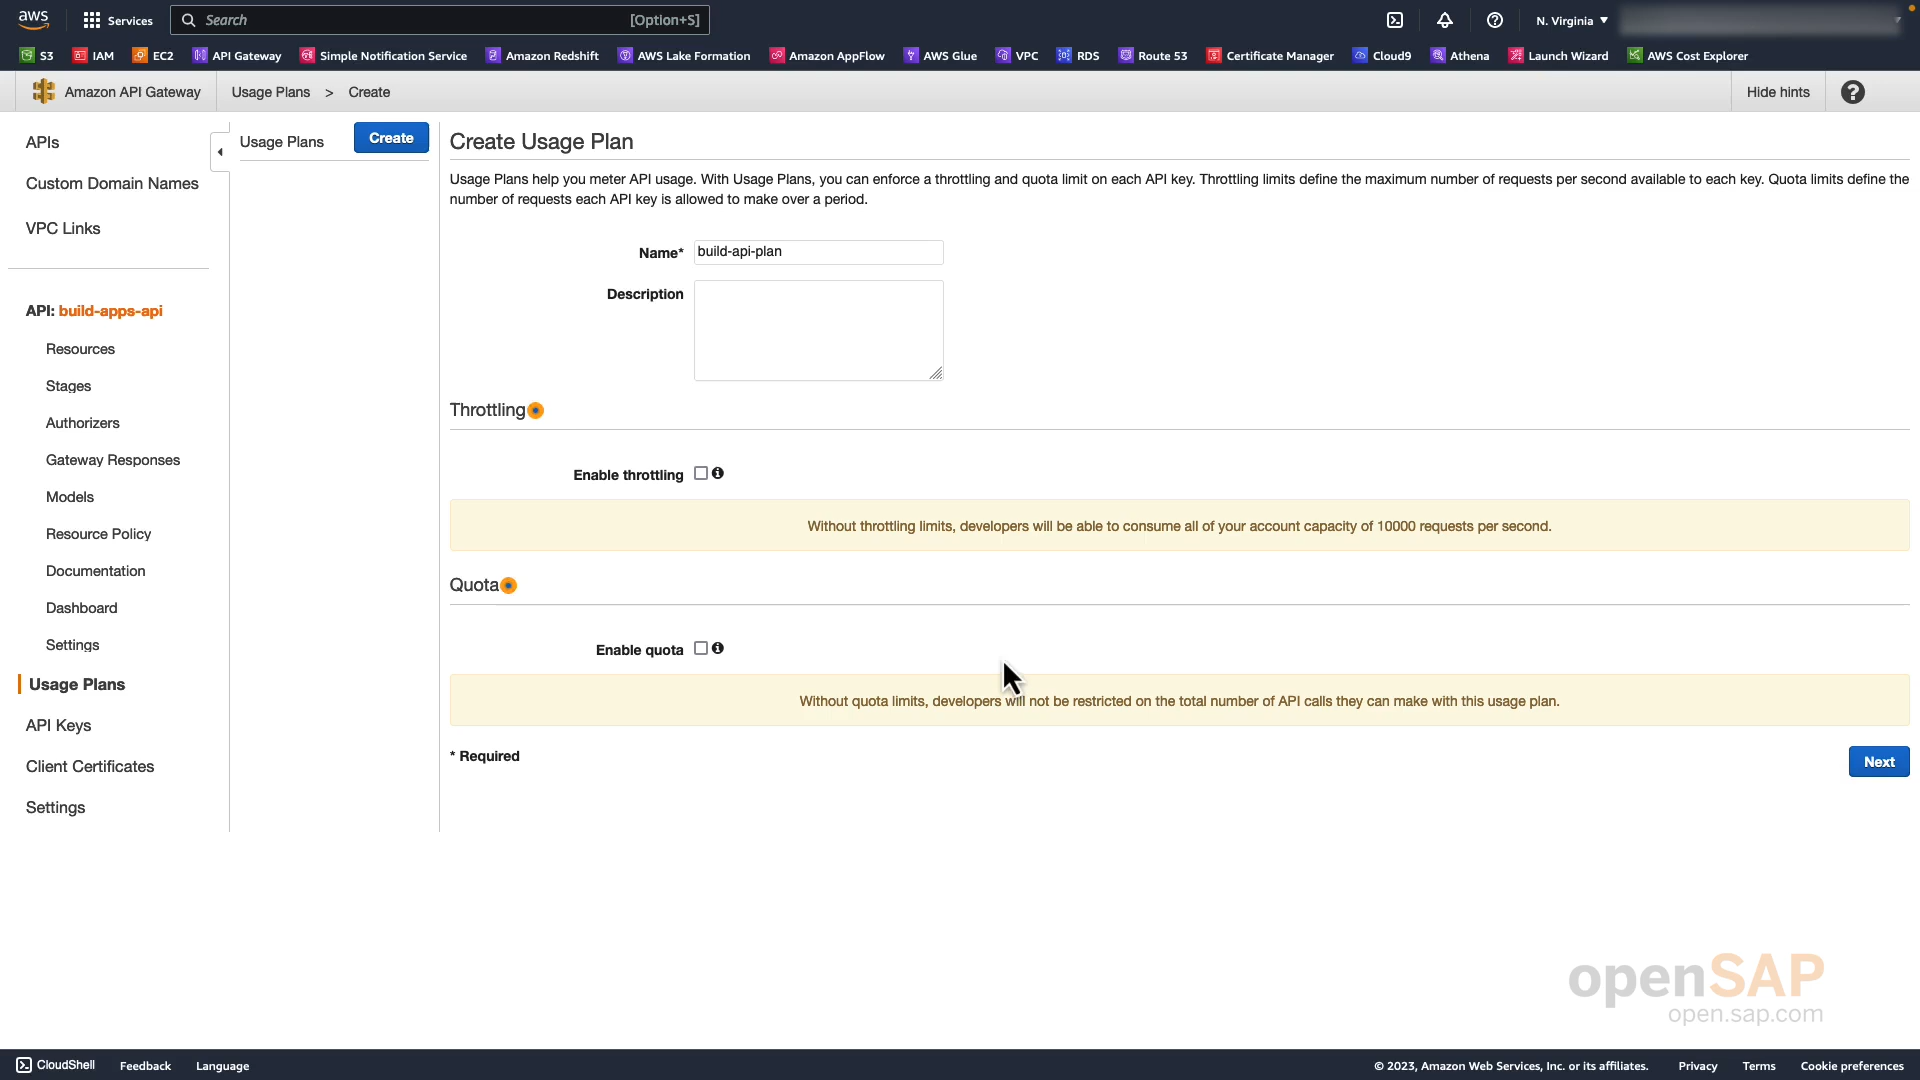 aws
Services
Search
[Option+S]
N. Virginia
S3
IAM
EC2
API Gateway
Simple Notification Service
Amazon Redshift
AWS Lake Formation
Amazon AppFlow
AWS Glue
VPC
RDS
Route 53
Certificate Manager
Cloud9
Athena
Launch Wizard
AWS Cost Explorer
Amazon API Gateway
Usage Plans > Create
Hide hints
APIs
Custom Domain Names
VPC Links
API: build-apps-api
Resources
Stages
Authorizers
Gateway Responses
Models
Resource Policy
Documentation
Dashboard
Settings
Usage Plans
API Keys
Client Certificates
Settings
Usage Plans
Create
Create Usage Plan
Usage Plans help you meter API usage. With Usage Plans, you can enforce a throttling and quota limit on each API key. Throttling limits define the maximum number of requests per second available to each key. Quota limits define the
number of requests each API key is allowed to make over a period.
Name* build-api-plan
Description
Throttling
Enable throttling
Without throttling limits, developers will be able to consume all of your account capacity of 10000 requests per second.
Quota
Enable quota
Without quota limits, developers will not be restricted on the total number of API calls they can make with this usage plan.
* Required
Next
openSAP
open.sap.com
CloudShell
Feedback
Language
© 2023, Amazon Web Services, Inc. or its affiliates.
Privacy
Terms
Cookie preferences